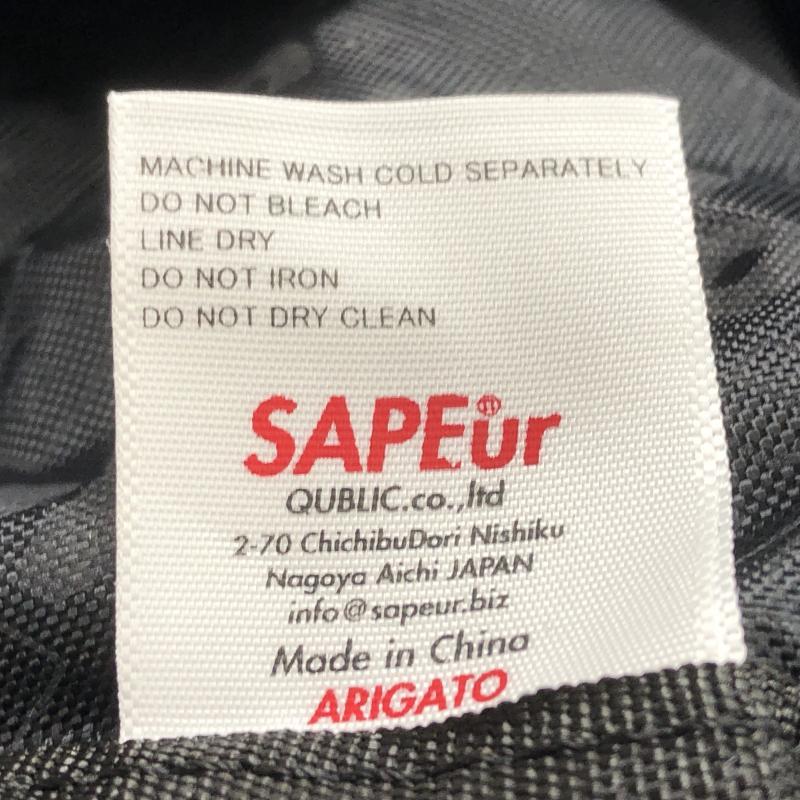 MACHINE WASH COLD SEPARATELY
DO NOT BLEACH
LINE DRY
DO NOT IRON
DO NOT DRY CLEAN
SAPEur
QUBLIC.co.,ltd
2-70 ChichibuDori Nishiku
Nagoya Aichi JAPAN
info@sapeur.biz
Made in China
ARIGATO